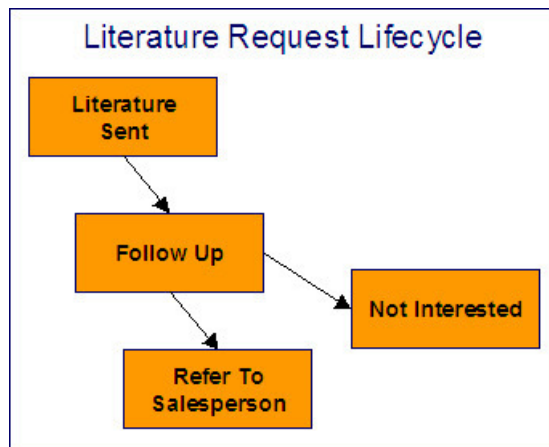 Literature Request Lifecycle
Literature
Sent
Follow Up
Not Interested
Refer To
Salesperson